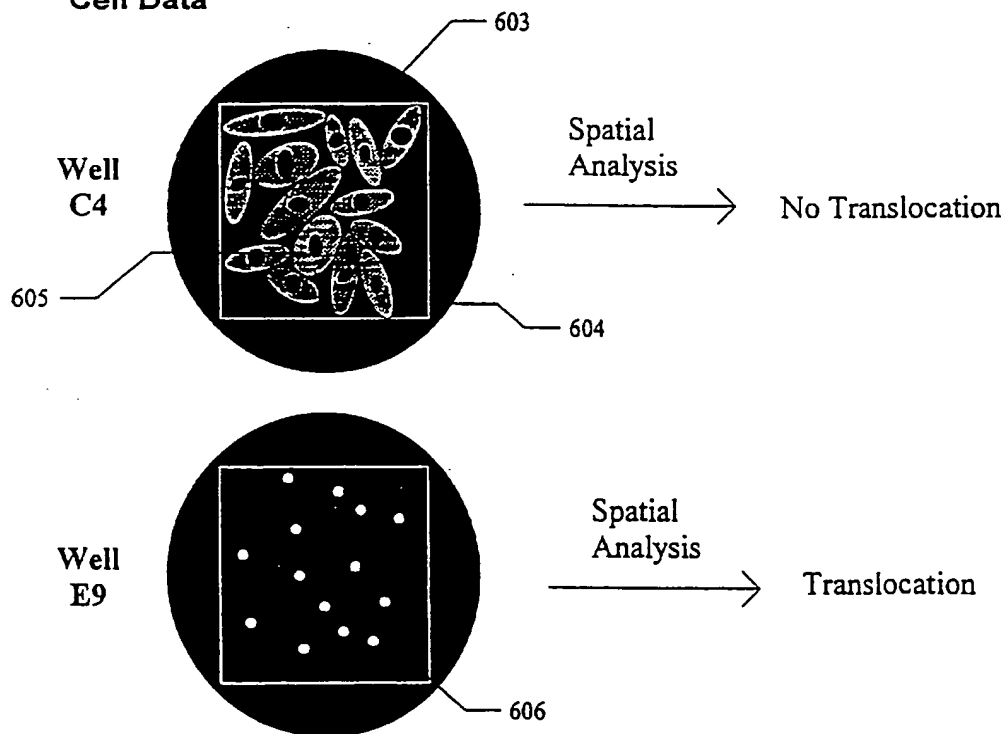 Cell Data
603
Well
C4
Spatial
Analysis
No Translocation
605
604
Well
E9
Spatial
Analysis
Translocation
606